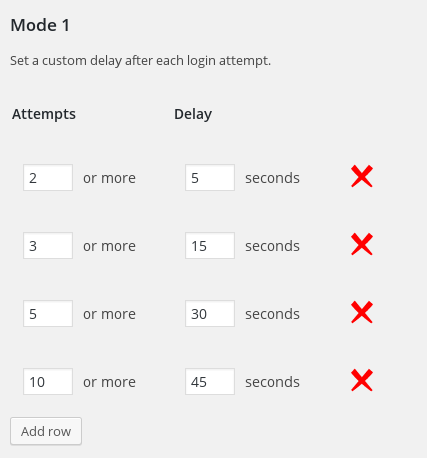 Mode 1
Set a custom delay after each login attempt.
Attempts Delay
2 or more 5 seconds
3 or more 15 seconds
5 or more 30 seconds
10 or more 45 seconds
Add row